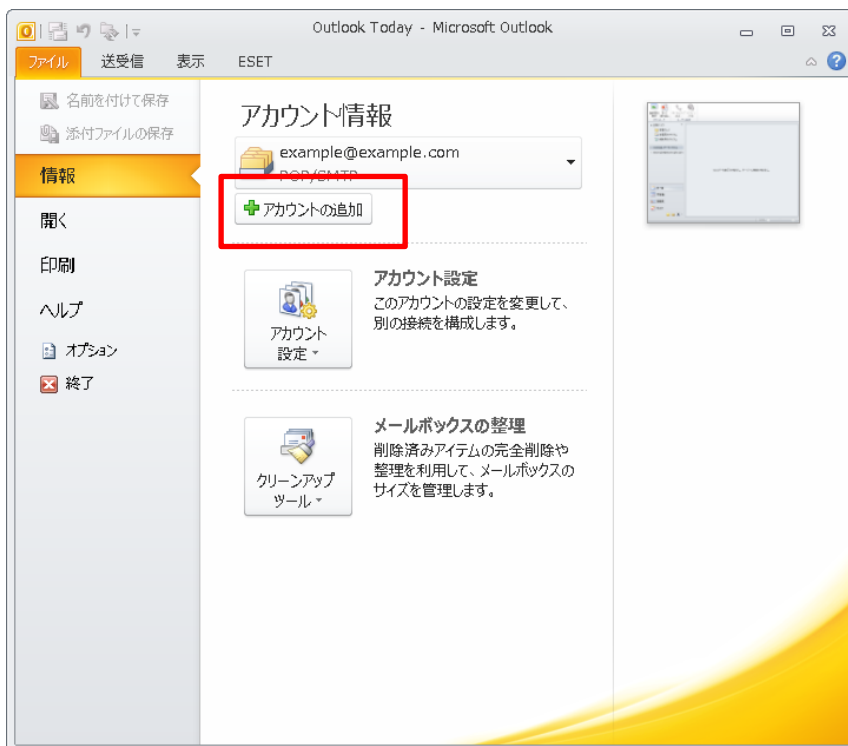 Outlook Today - Microsoft Outlook
ファイル 送受信 表示 ESET
名前を付けて保存
添付ファイルの保存
情報
開く
印刷
ヘルプ
オプション
終了
アカウント情報
example@example.com
POP/SMTP
アカウントの追加
アカウント
設定
アカウント設定
このアカウントの設定を変更して、
別の接続を構成します。
クリーンアップ
ツール
メールボックスの整理
削除済みアイテムの完全削除や
整理を利用して、メールボックスの
サイズを管理します。